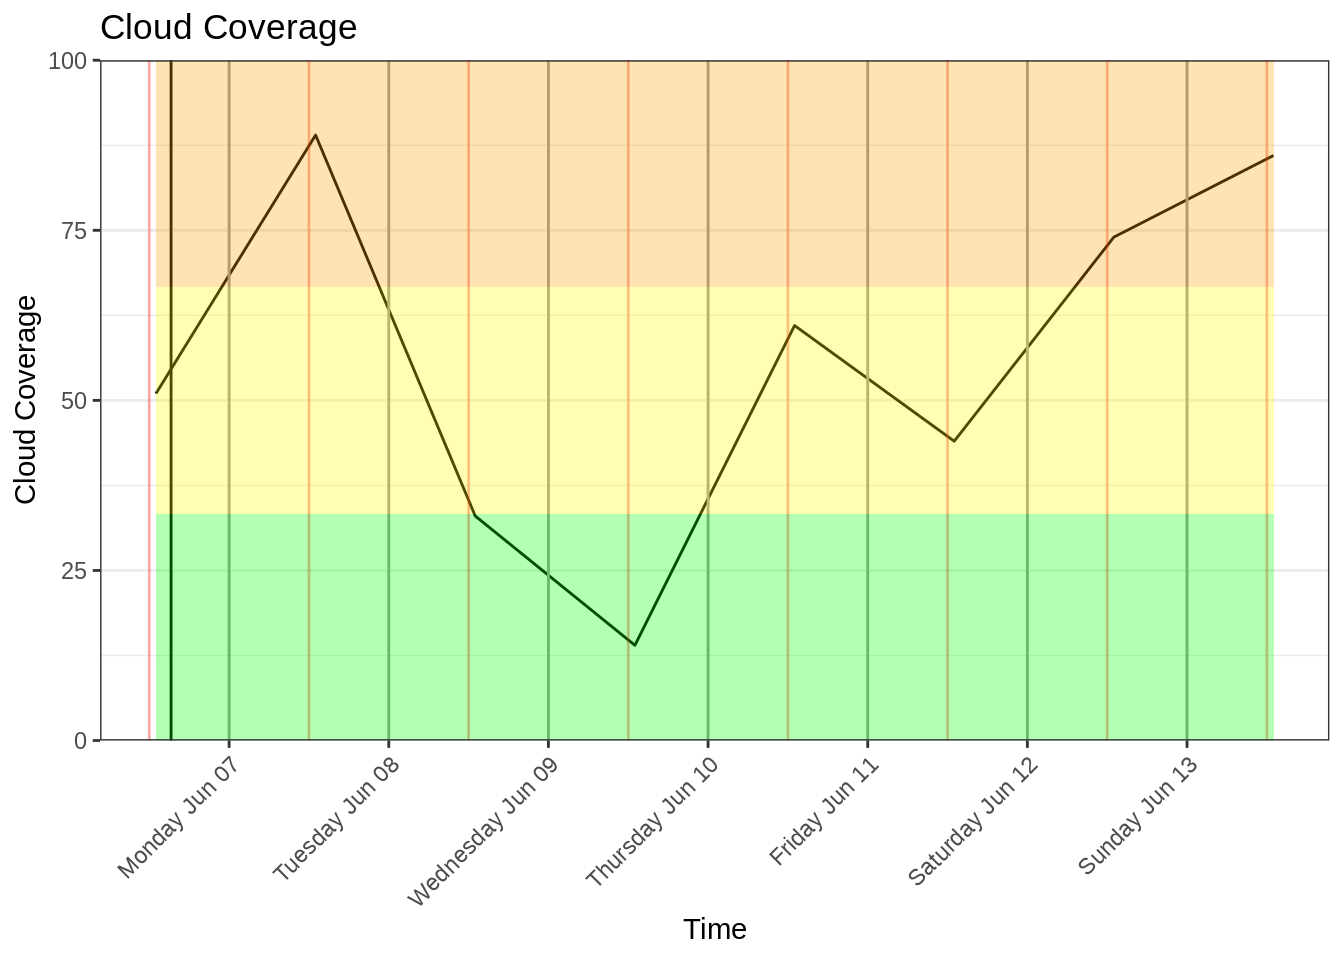 Cloud Coverage
100
75
50
25
0
Cloud Coverage
Monday Jun 07
Tuesday Jun 08
Wednesday Jun 09
Thursday Jun 10
Friday Jun 11
Saturday Jun 12
Sunday Jun 13
Time